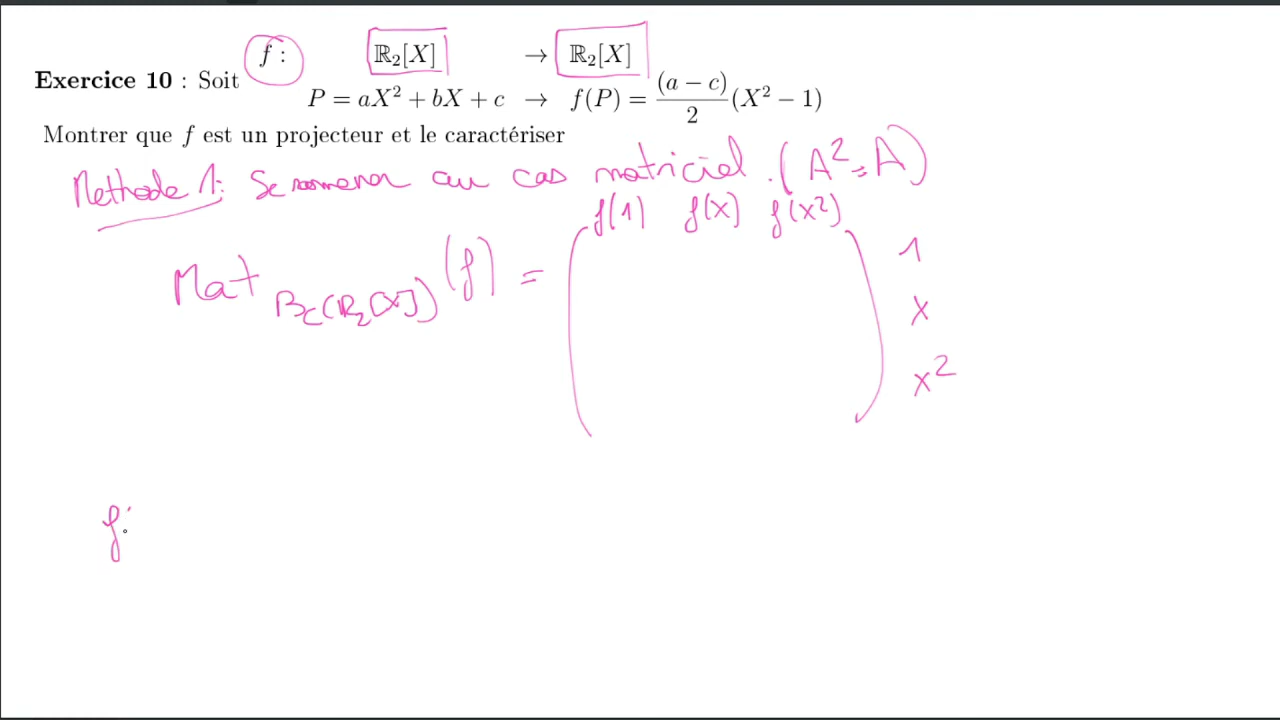 f : ℝ₂[X] → ℝ₂[X]
Exercice 10 : Soit
P = aX² + bX + c → f(P) = (a − c)/2 (X² − 1)
Montrer que f est un projecteur et le caractériser
Methode 1: Se ramener au cas matriciel. (A² = A)
f(1) f(X) f(X²)
Mat B_C(ℝ₂[X]) (f) = ( ) 1
X
X²
f: